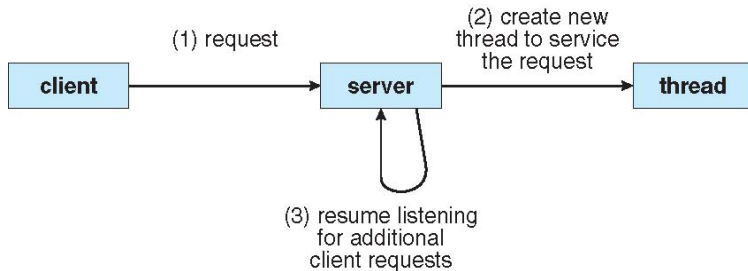 (1) request
(2) create new
thread to service
the request
client
server
thread
(3) resume listening
for additional
client requests